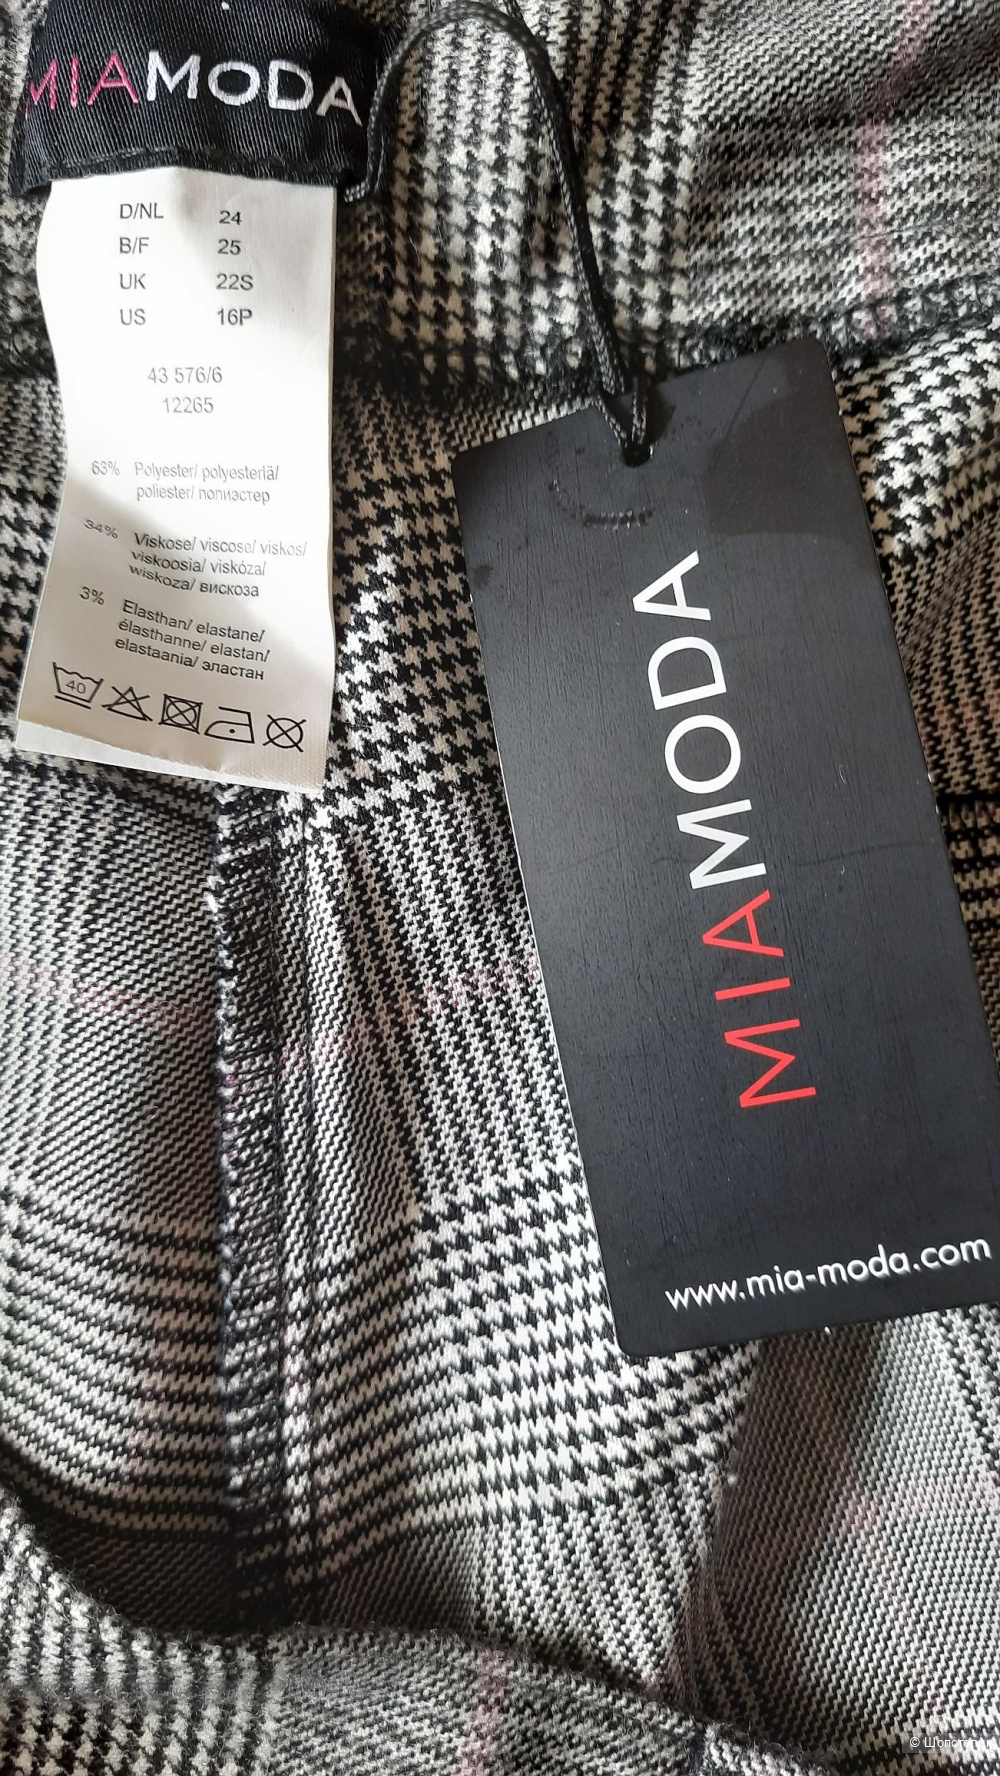 MIAMODA
D/NL 24
B/F 25
UK 22S
US 16P
43 576/6
12265
63% Polyester/ polyesteriä/
poliester/ полиэстер
34% Viskose/ viscose/ viskos/
viskoosia/ viskóza/
wiskoza/ вискоза
3% Elasthan/ elastane/
élasthanne/ elastan/
elastaania/ эластан
40
MIAMODA
www.mia-moda.com